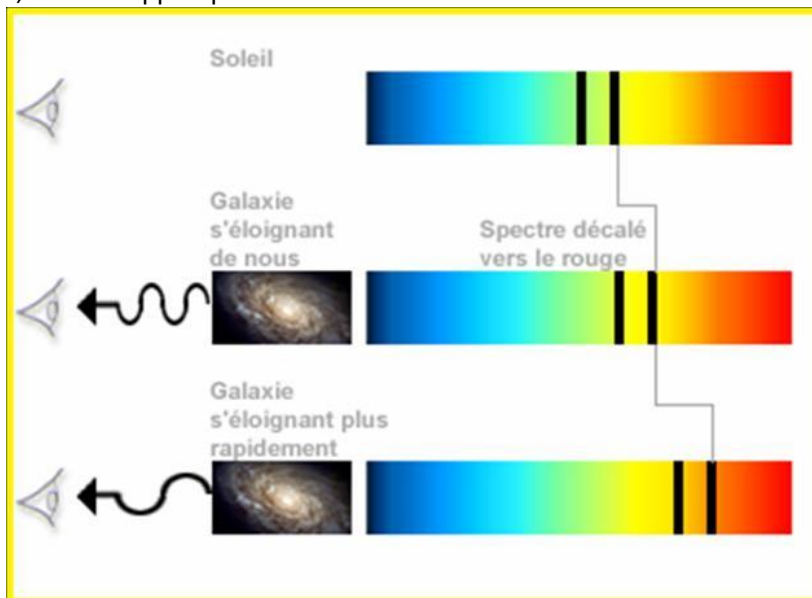 Soleil
Galaxie
s'éloignant
de nous
Spectre décalé
vers le rouge
Galaxie
s'éloignant plus
rapidement